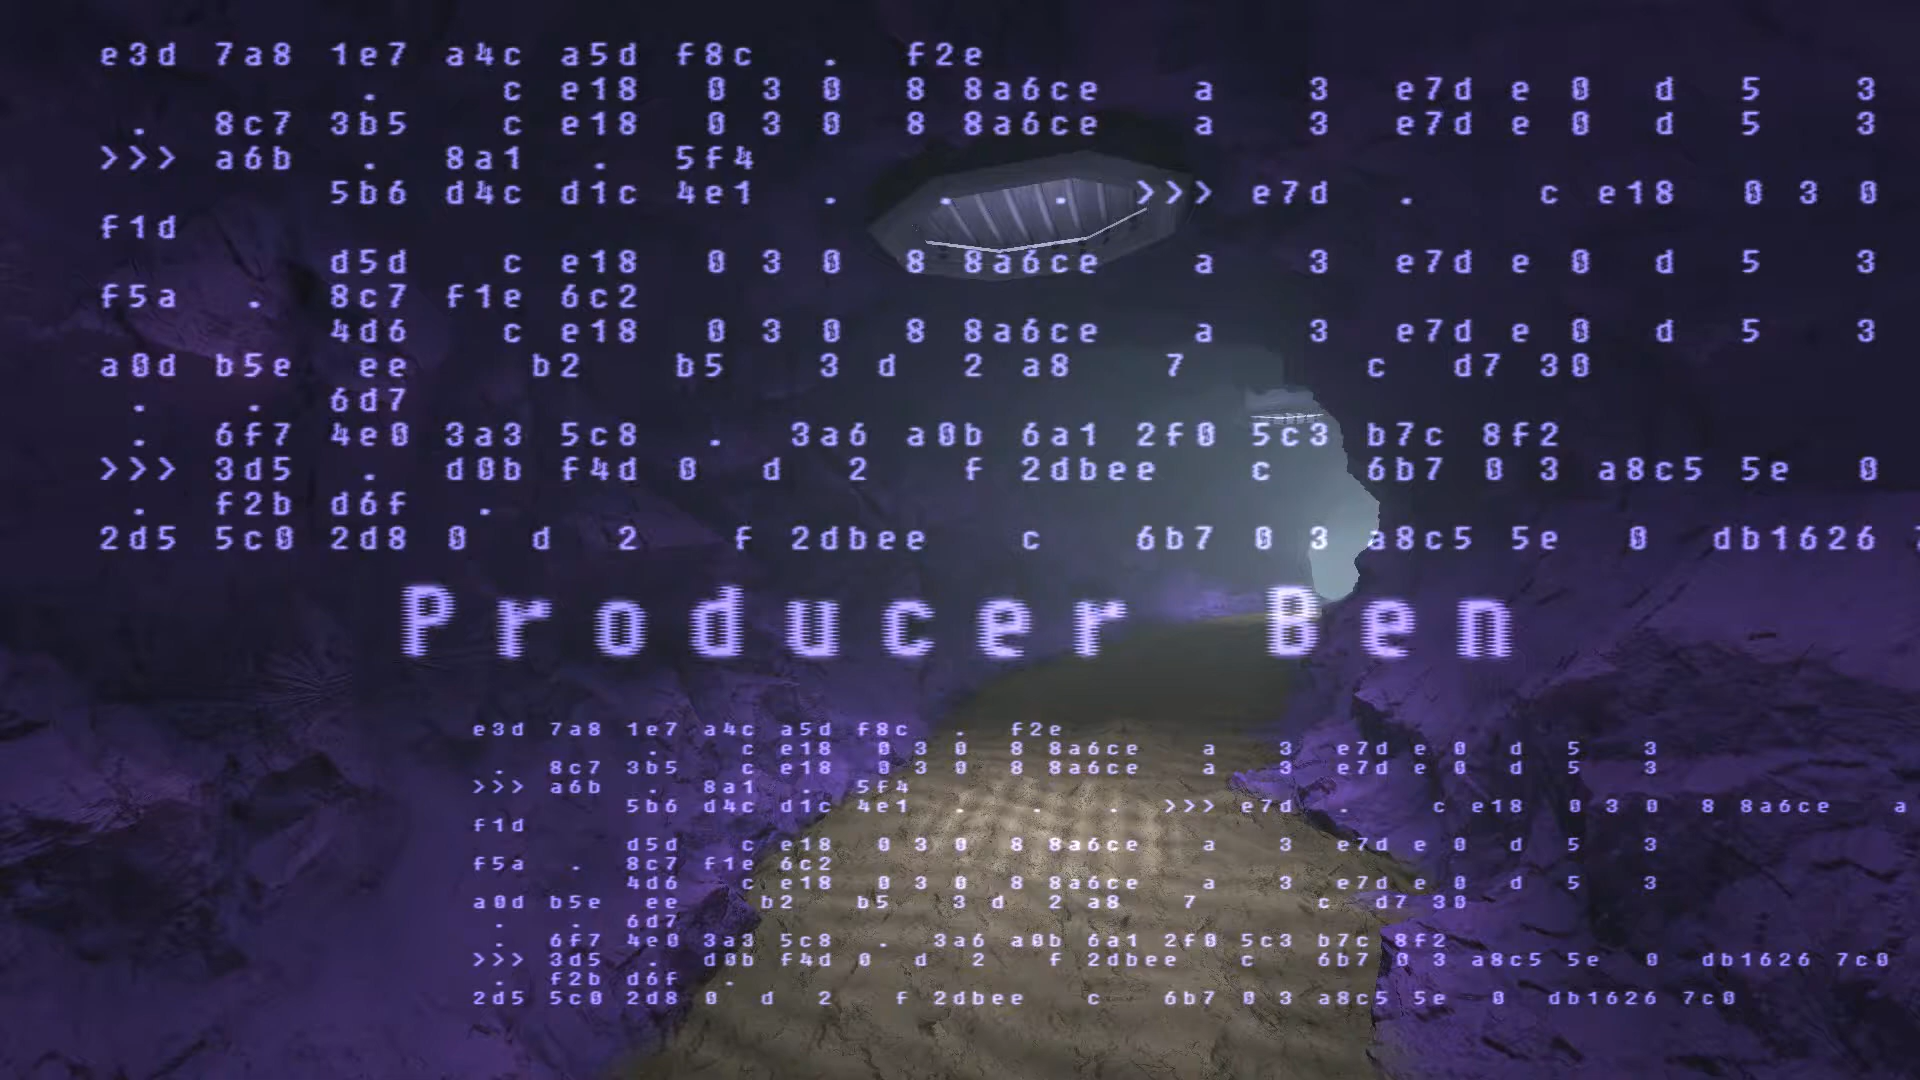 e3d 7a8 1e7 a4c a5d f8c . f2e
. c e18 0 3 0 8 8a6ce a 3 e7d e 0 d 5 3
. 8c7 3b5 c e18 0 3 0 8 8a6ce a 3 e7d e 0 d 5 3
>>> a6b . 8a1 . 5f4
5b6 d4c d1c 4e1 . . . >>> e7d . c e18 0 3 0
f1d
d5d c e18 0 3 0 8 8a6ce a 3 e7d e 0 d 5 3
f5a . 8c7 f1e 6c2
4d6 c e18 0 3 0 8 8a6ce a 3 e7d e 0 d 5 3
a0d b5e ee b2 b5 3 d 2 a8 7 c d7 30
. . 6d7
. 6f7 4e0 3a3 5c8 . 3a6 a0b 6a1 2f0 5c3 b7c 8f2
>>> 3d5 . d0b f4d 0 d 2 f 2dbee c 6b7 0 3 a8c5 5e 0
. f2b d6f .
2d5 5c0 2d8 0 d 2 f 2dbee c 6b7 0 3 a8c5 5e 0 db1626
Producer Ben
e3d 7a8 1e7 a4c a5d f8c . f2e
. c e18 0 3 0 8 8a6ce a 3 e7d e 0 d 5 3
. 8c7 3b5 c e18 0 3 0 8 8a6ce a 3 e7d e 0 d 5 3
>>> a6b . 8a1 . 5f4
5b6 d4c d1c 4e1 . . . >>> e7d . c e18 0 3 0 8 8a6ce a
f1d
d5d c e18 0 3 0 8 8a6ce a 3 e7d e 0 d 5 3
f5a . 8c7 f1e 6c2
4d6 c e18 0 3 0 8 8a6ce a 3 e7d e 0 d 5 3
a0d b5e ee b2 b5 3 d 2 a8 7 c d7 30
. . 6d7
. 6f7 4e0 3a3 5c8 . 3a6 a0b 6a1 2f0 5c3 b7c 8f2
>>> 3d5 . d0b f4d 0 d 2 f 2dbee c 6b7 0 3 a8c5 5e 0 db1626 7c0
. f2b d6f .
2d5 5c0 2d8 0 d 2 f 2dbee c 6b7 0 3 a8c5 5e 0 db1626 7c0